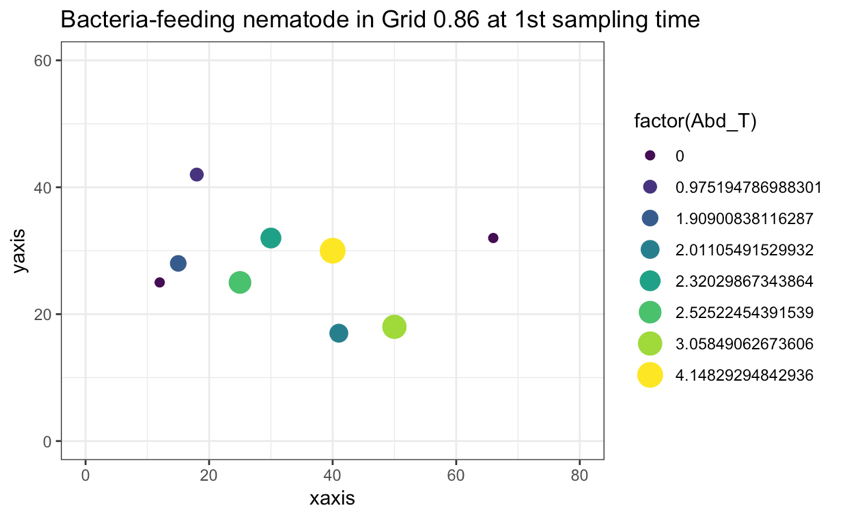 Bacteria-feeding nematode in Grid 0.86 at 1st sampling time
60
40
20
0
yaxis
0 20 40 60 80
xaxis
factor(Abd_T)
0
0.975194786988301
1.90900838116287
2.01105491529932
2.32029867343864
2.52522454391539
3.05849062673606
4.14829294842936